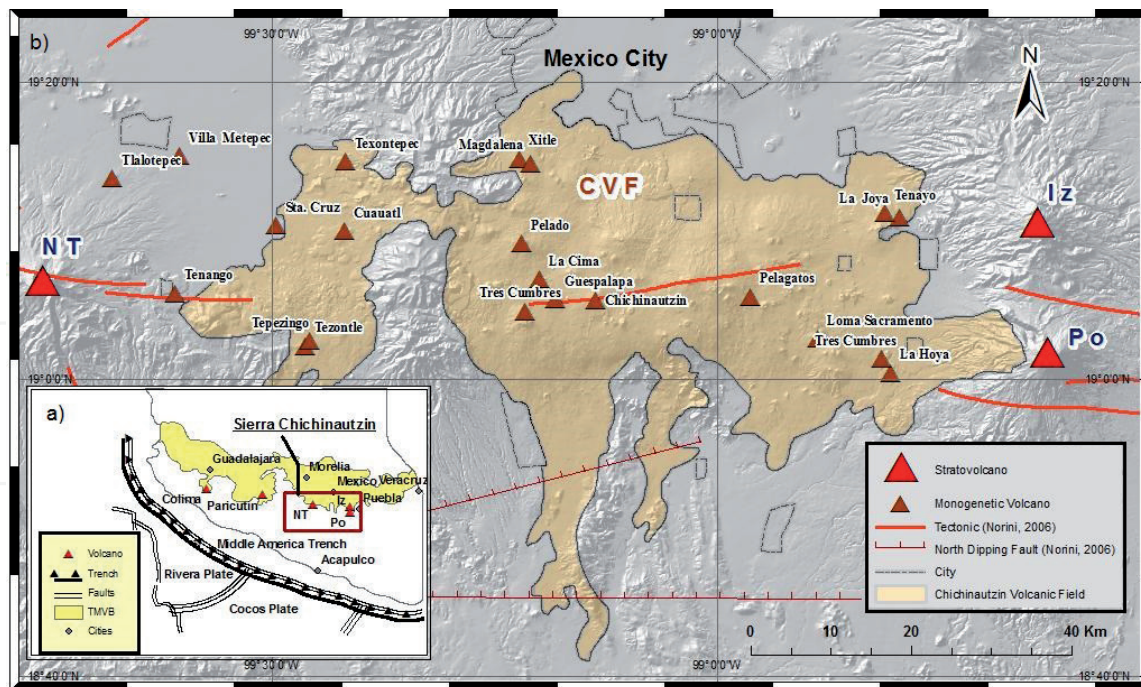 b)
99°30'0"W
99°0'0"W
Mexico City
N
19°20'0"N
19°20'0"N
Villa Metepec
Tlalotepec
Texontepec
Magdalena
Xitle
CVF
La Joya
Tenayo
Iz
Sta. Cruz
Cuauatl
Pelado
NT
La Cima
Tenango
Guespalapa
Pelagatos
Tres Cumbres
Chichinautzin
Tepezingo
Tezontle
Loma Sacramento
Tres Cumbres
La Hoya
Po
19°0'0"N
19°0'0"N
a)
Sierra Chichinautzin
Guadalajara
Morelia
Mexico
Veracruz
Colima
Paricutin
Iz
Puebla
NT
Po
Middle America Trench
Acapulco
Rivera Plate
Cocos Plate
Volcano
Trench
Faults
TMVB
Cities
Stratovolcano
Monogenetic Volcano
Tectonic (Norini, 2006)
North Dipping Fault (Norini, 2006)
City
Chichinautzin Volcanic Field
0 10 20 40 Km
18°40'0"N
99°30'0"W
99°0'0"W
18°40'0"N